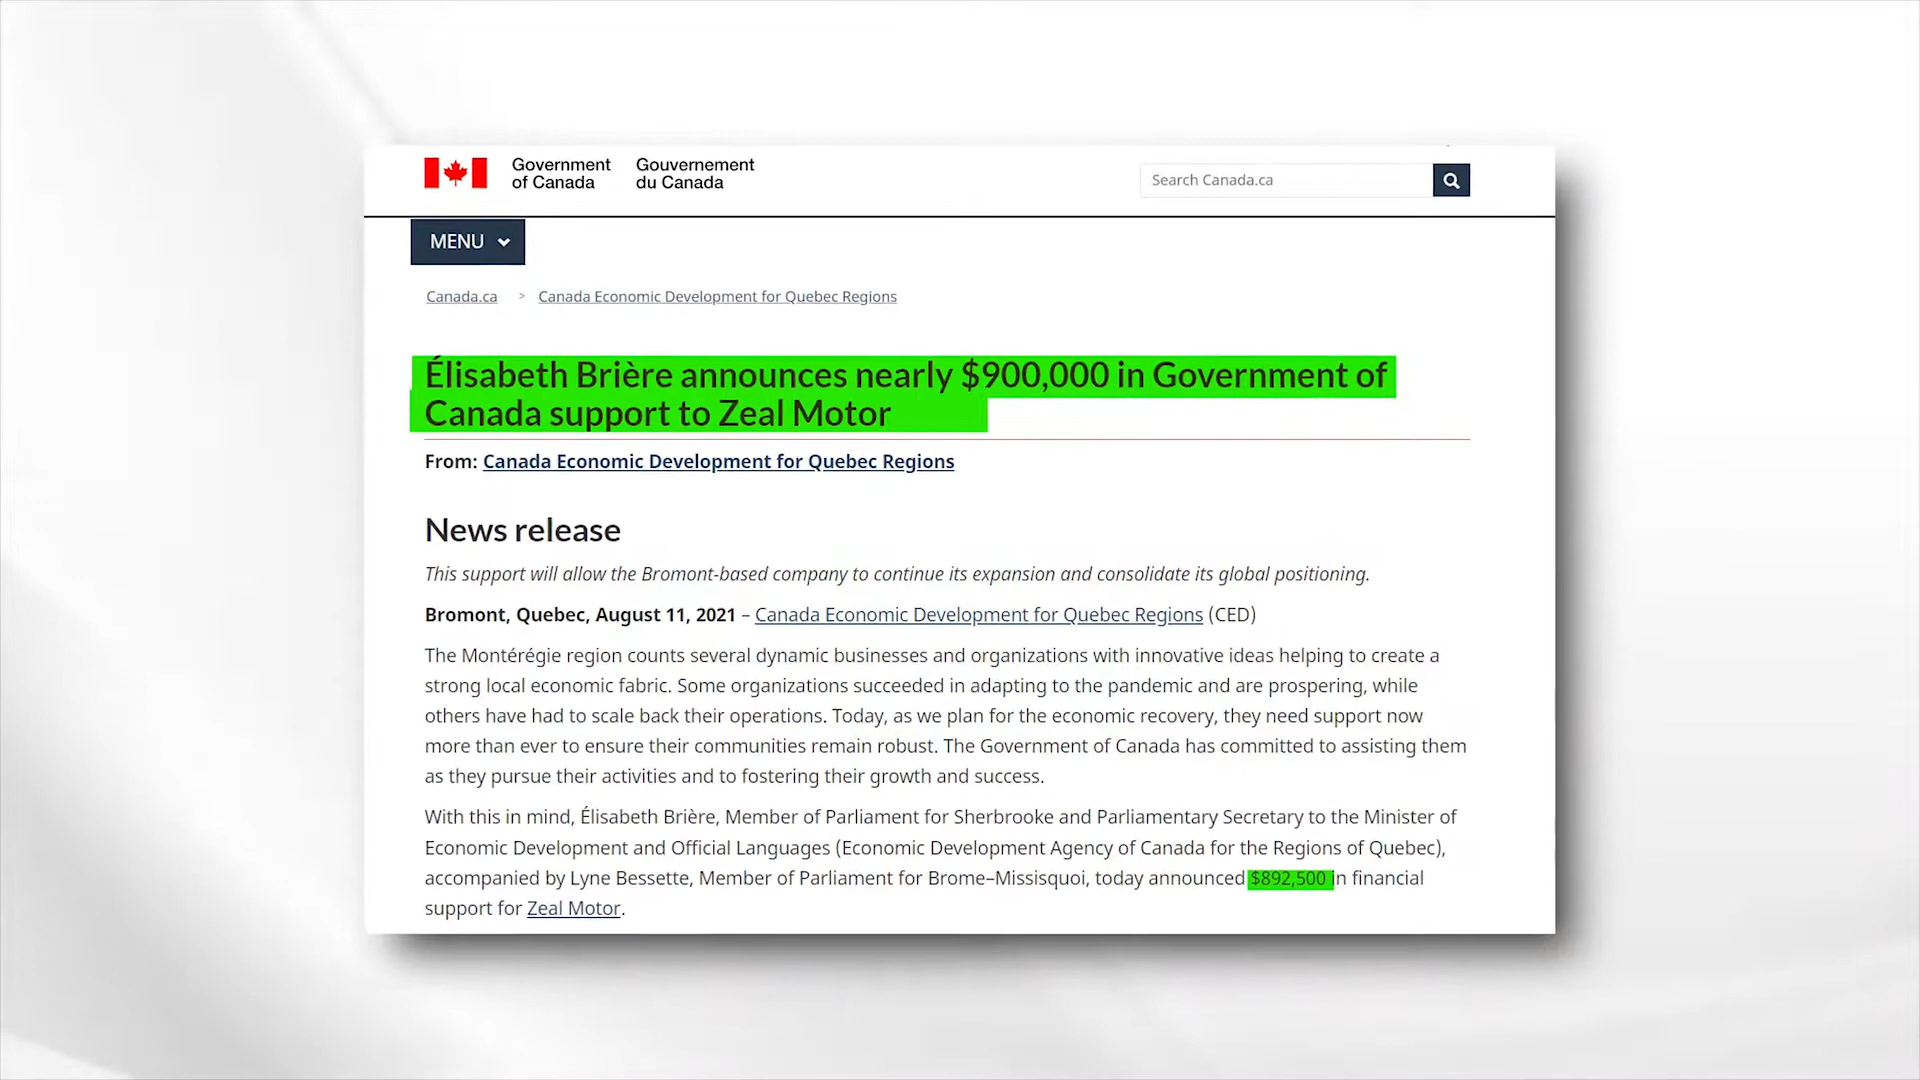 Government
of Canada
Gouvernement
du Canada
Search Canada.ca
MENU
Canada.ca > Canada Economic Development for Quebec Regions
Élisabeth Brière announces nearly $900,000 in Government of
Canada support to Zeal Motor
From: Canada Economic Development for Quebec Regions
News release
This support will allow the Bromont-based company to continue its expansion and consolidate its global positioning.
Bromont, Quebec, August 11, 2021 – Canada Economic Development for Quebec Regions (CED)
The Montérégie region counts several dynamic businesses and organizations with innovative ideas helping to create a
strong local economic fabric. Some organizations succeeded in adapting to the pandemic and are prospering, while
others have had to scale back their operations. Today, as we plan for the economic recovery, they need support now
more than ever to ensure their communities remain robust. The Government of Canada has committed to assisting them
as they pursue their activities and to fostering their growth and success.
With this in mind, Élisabeth Brière, Member of Parliament for Sherbrooke and Parliamentary Secretary to the Minister of
Economic Development and Official Languages (Economic Development Agency of Canada for the Regions of Quebec),
accompanied by Lyne Bessette, Member of Parliament for Brome–Missisquoi, today announced $892,500 in financial
support for Zeal Motor.